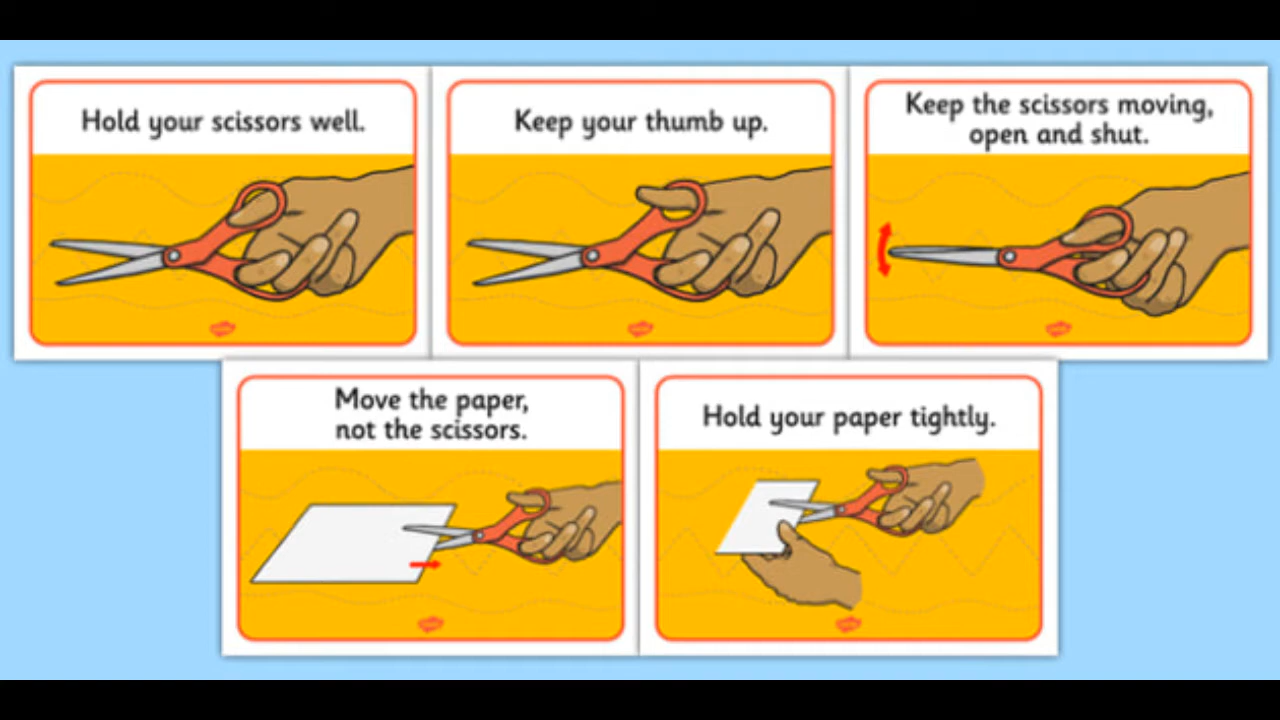 Hold your scissors well.
Keep your thumb up.
Keep the scissors moving,
open and shut.
Move the paper,
not the scissors.
Hold your paper tightly.